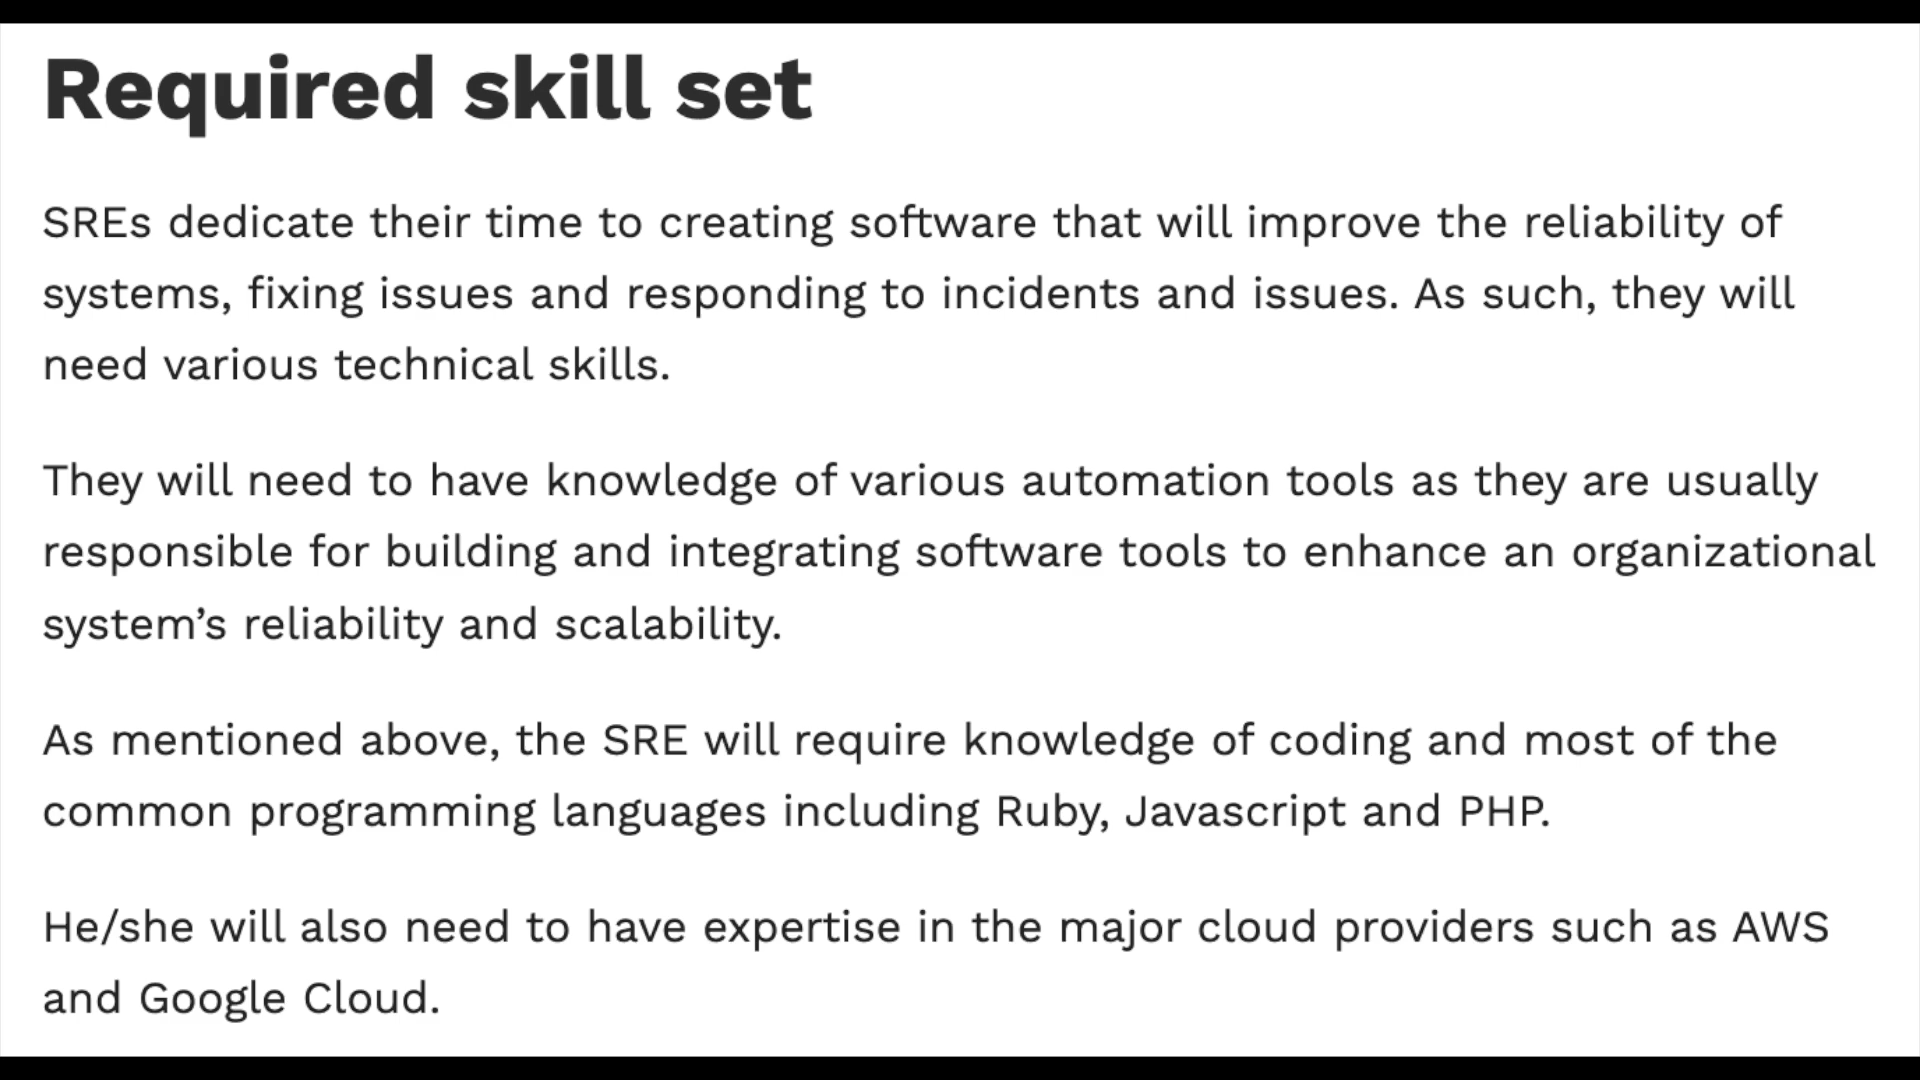 Required skill set
SREs dedicate their time to creating software that will improve the reliability of
systems, fixing issues and responding to incidents and issues. As such, they will
need various technical skills.
They will need to have knowledge of various automation tools as they are usually
responsible for building and integrating software tools to enhance an organizational
system’s reliability and scalability.
As mentioned above, the SRE will require knowledge of coding and most of the
common programming languages including Ruby, Javascript and PHP.
He/she will also need to have expertise in the major cloud providers such as AWS
and Google Cloud.